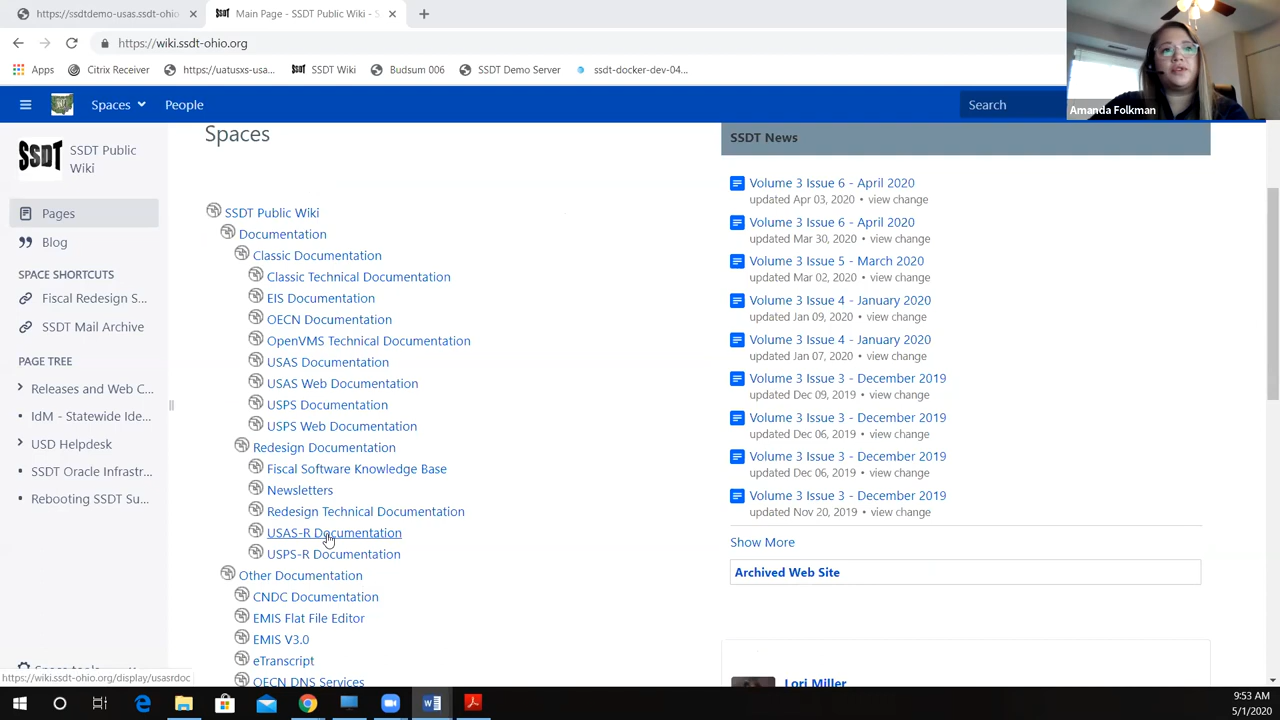 https://ssdtdemo-usas.ssdt-ohio
Main Page - SSDT Public Wiki - S
https://wiki.ssdt-ohio.org
Apps
Citrix Receiver
https://uatusxs-usa...
SSDT Wiki
Budsum 006
SSDT Demo Server
ssdt-docker-dev-04...
Amanda Folkman
Spaces
People
Search
SSDT
SSDT Public
Wiki
Pages
Blog
SPACE SHORTCUTS
Fiscal Redesign S...
SSDT Mail Archive
PAGE TREE
Releases and Web C...
IdM - Statewide Ide...
USD Helpdesk
SSDT Oracle Infrastr...
Rebooting SSDT Su...
Space tools
Spaces
SSDT Public Wiki
Documentation
Classic Documentation
Classic Technical Documentation
EIS Documentation
OECN Documentation
OpenVMS Technical Documentation
USAS Documentation
USAS Web Documentation
USPS Documentation
USPS Web Documentation
Redesign Documentation
Fiscal Software Knowledge Base
Newsletters
Redesign Technical Documentation
USAS-R Documentation
USPS-R Documentation
Other Documentation
CNDC Documentation
EMIS Flat File Editor
EMIS V3.0
eTranscript
OECN DNS Services
SSDT News
Volume 3 Issue 6 - April 2020
updated Apr 03, 2020 • view change
Volume 3 Issue 6 - April 2020
updated Mar 30, 2020 • view change
Volume 3 Issue 5 - March 2020
updated Mar 02, 2020 • view change
Volume 3 Issue 4 - January 2020
updated Jan 09, 2020 • view change
Volume 3 Issue 4 - January 2020
updated Jan 07, 2020 • view change
Volume 3 Issue 3 - December 2019
updated Dec 09, 2019 • view change
Volume 3 Issue 3 - December 2019
updated Dec 06, 2019 • view change
Volume 3 Issue 3 - December 2019
updated Dec 06, 2019 • view change
Volume 3 Issue 3 - December 2019
updated Nov 20, 2019 • view change
Show More
Archived Web Site
Lori Miller
https://wiki.ssdt-ohio.org/display/usasrdoc
9:53 AM
5/1/2020